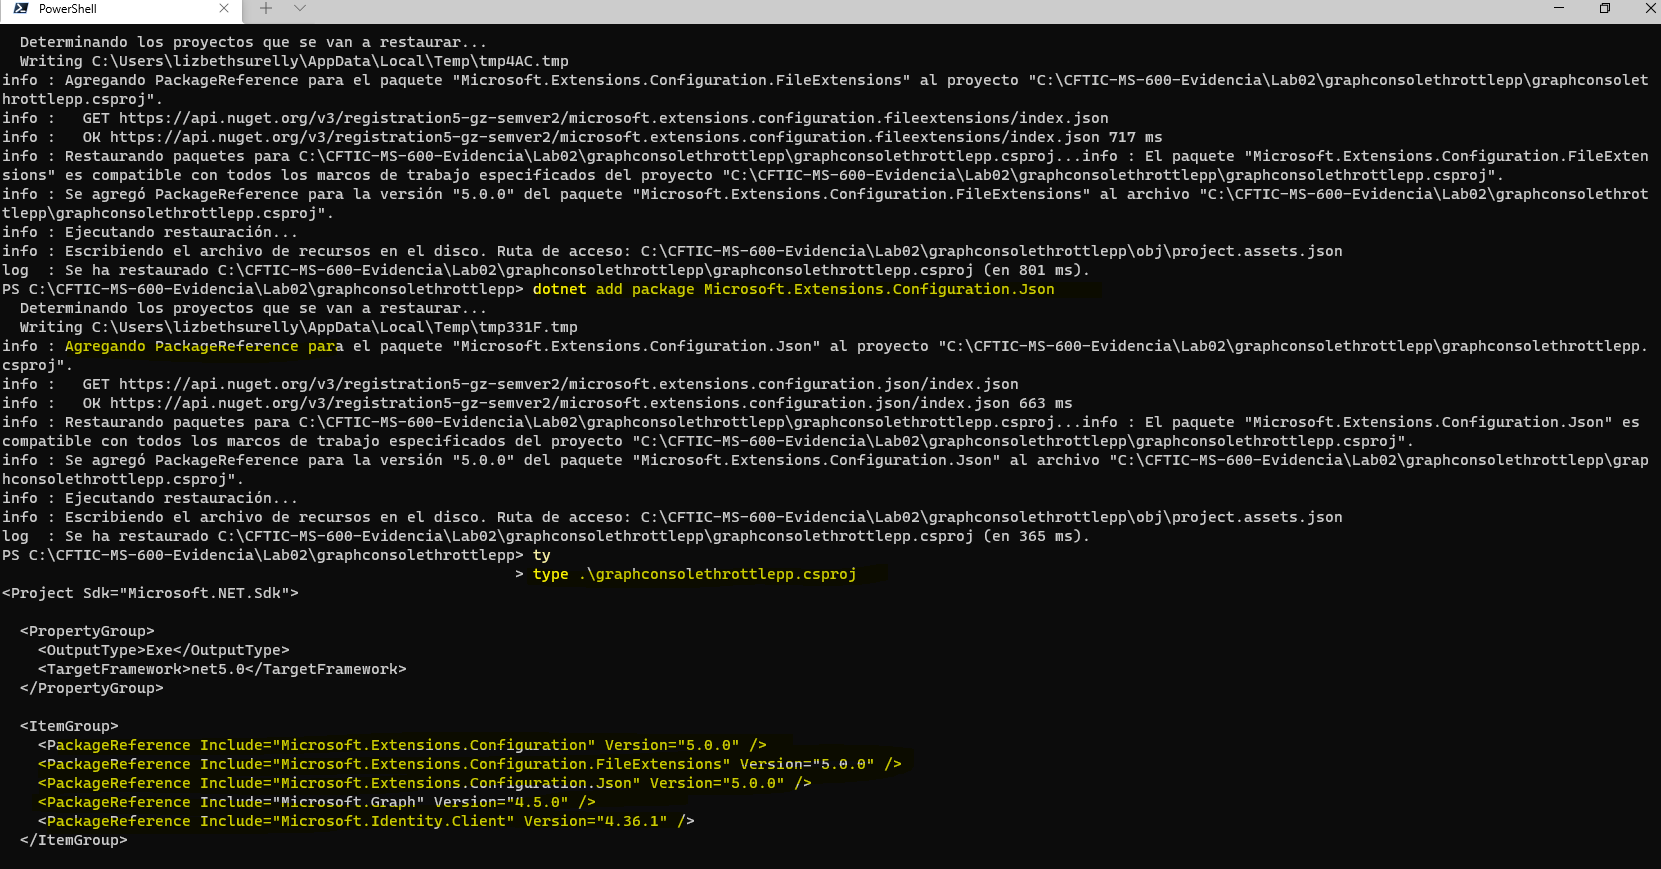 PowerShell
  Determinando los proyectos que se van a restaurar...
  Writing C:\Users\lizbethsurelly\AppData\Local\Temp\tmp4AC.tmp
info : Agregando PackageReference para el paquete "Microsoft.Extensions.Configuration.FileExtensions" al proyecto "C:\CFTIC-MS-600-Evidencia\Lab02\graphconsolethrottlepp\graphconsolet
hrottlepp.csproj".
info :   GET https://api.nuget.org/v3/registration5-gz-semver2/microsoft.extensions.configuration.fileextensions/index.json
info :   OK https://api.nuget.org/v3/registration5-gz-semver2/microsoft.extensions.configuration.fileextensions/index.json 717 ms
info : Restaurando paquetes para C:\CFTIC-MS-600-Evidencia\Lab02\graphconsolethrottlepp\graphconsolethrottlepp.csproj...info : El paquete "Microsoft.Extensions.Configuration.FileExten
sions" es compatible con todos los marcos de trabajo especificados del proyecto "C:\CFTIC-MS-600-Evidencia\Lab02\graphconsolethrottlepp\graphconsolethrottlepp.csproj".
info : Se agregó PackageReference para la versión "5.0.0" del paquete "Microsoft.Extensions.Configuration.FileExtensions" al archivo "C:\CFTIC-MS-600-Evidencia\Lab02\graphconsolethrot
tlepp\graphconsolethrottlepp.csproj".
info : Ejecutando restauración...
info : Escribiendo el archivo de recursos en el disco. Ruta de acceso: C:\CFTIC-MS-600-Evidencia\Lab02\graphconsolethrottlepp\obj\project.assets.json
log  : Se ha restaurado C:\CFTIC-MS-600-Evidencia\Lab02\graphconsolethrottlepp\graphconsolethrottlepp.csproj (en 801 ms).
PS C:\CFTIC-MS-600-Evidencia\Lab02\graphconsolethrottlepp> dotnet add package Microsoft.Extensions.Configuration.Json
  Determinando los proyectos que se van a restaurar...
  Writing C:\Users\lizbethsurelly\AppData\Local\Temp\tmp331F.tmp
info : Agregando PackageReference para el paquete "Microsoft.Extensions.Configuration.Json" al proyecto "C:\CFTIC-MS-600-Evidencia\Lab02\graphconsolethrottlepp\graphconsolethrottlepp.
csproj".
info :   GET https://api.nuget.org/v3/registration5-gz-semver2/microsoft.extensions.configuration.json/index.json
info :   OK https://api.nuget.org/v3/registration5-gz-semver2/microsoft.extensions.configuration.json/index.json 663 ms
info : Restaurando paquetes para C:\CFTIC-MS-600-Evidencia\Lab02\graphconsolethrottlepp\graphconsolethrottlepp.csproj...info : El paquete "Microsoft.Extensions.Configuration.Json" es
compatible con todos los marcos de trabajo especificados del proyecto "C:\CFTIC-MS-600-Evidencia\Lab02\graphconsolethrottlepp\graphconsolethrottlepp.csproj".
info : Se agregó PackageReference para la versión "5.0.0" del paquete "Microsoft.Extensions.Configuration.Json" al archivo "C:\CFTIC-MS-600-Evidencia\Lab02\graphconsolethrottlepp\grap
hconsolethrottlepp.csproj".
info : Ejecutando restauración...
info : Escribiendo el archivo de recursos en el disco. Ruta de acceso: C:\CFTIC-MS-600-Evidencia\Lab02\graphconsolethrottlepp\obj\project.assets.json
log  : Se ha restaurado C:\CFTIC-MS-600-Evidencia\Lab02\graphconsolethrottlepp\graphconsolethrottlepp.csproj (en 365 ms).
PS C:\CFTIC-MS-600-Evidencia\Lab02\graphconsolethrottlepp> ty
> type .\graphconsolethrottlepp.csproj
<Project Sdk="Microsoft.NET.Sdk">
  <PropertyGroup>
    <OutputType>Exe</OutputType>
    <TargetFramework>net5.0</TargetFramework>
  </PropertyGroup>
  <ItemGroup>
    <PackageReference Include="Microsoft.Extensions.Configuration" Version="5.0.0" />
    <PackageReference Include="Microsoft.Extensions.Configuration.FileExtensions" Version="5.0.0" />
    <PackageReference Include="Microsoft.Extensions.Configuration.Json" Version="5.0.0" />
    <PackageReference Include="Microsoft.Graph" Version="4.5.0" />
    <PackageReference Include="Microsoft.Identity.Client" Version="4.36.1" />
  </ItemGroup>